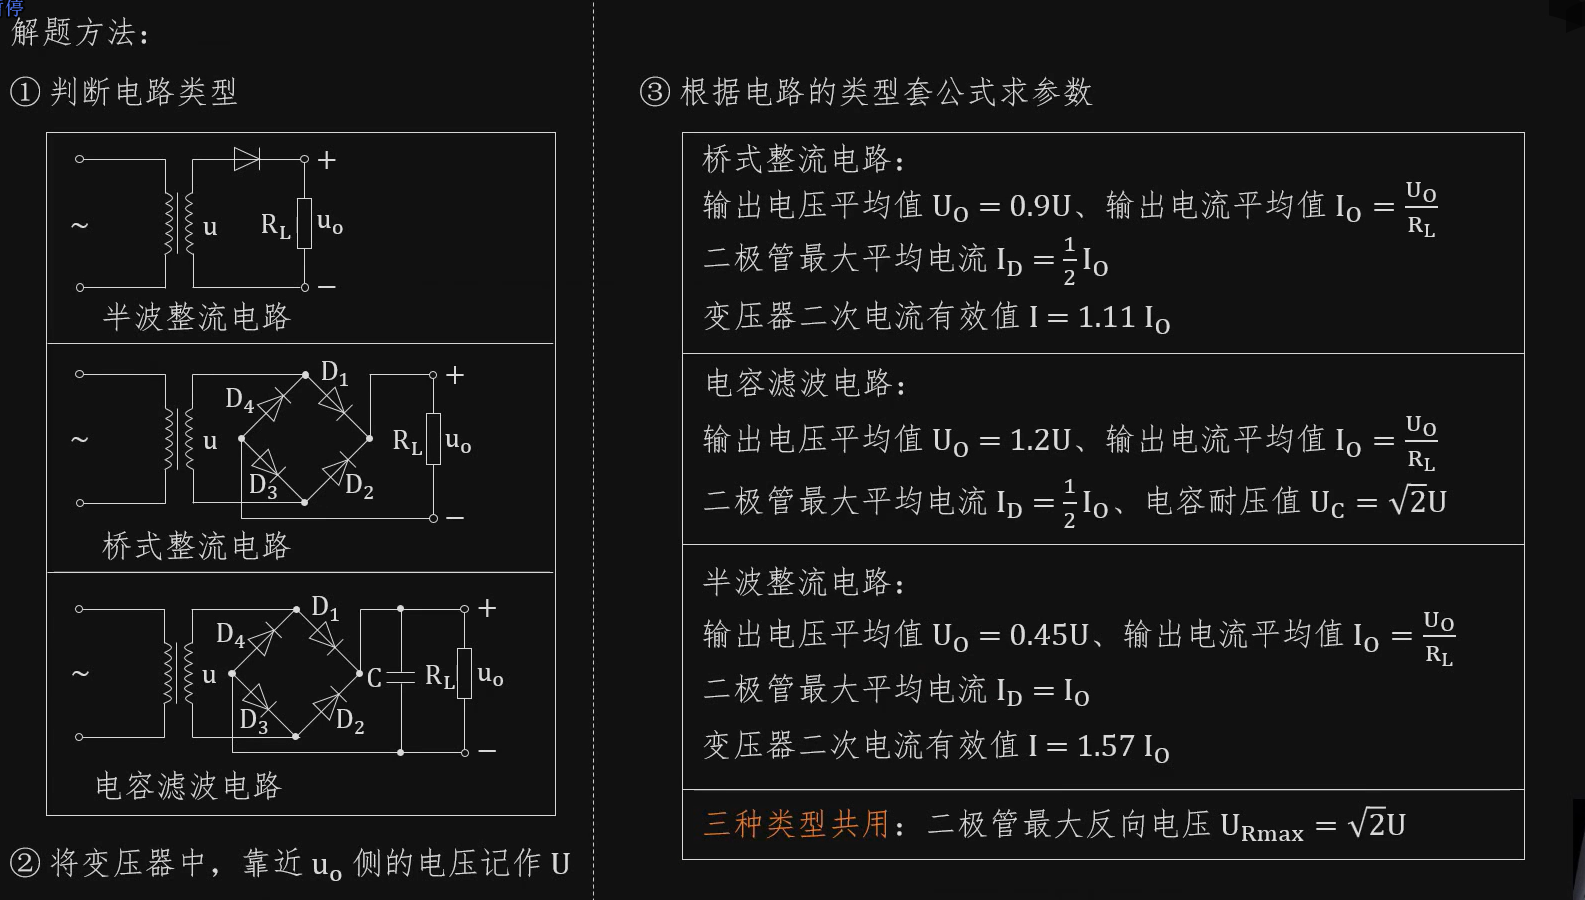 停
解题方法：
① 判断电路类型
~ u R_L u_o + −
半波整流电路
~ u D_1 D_2 D_3 D_4 R_L u_o + −
桥式整流电路
~ u D_1 D_2 D_3 D_4 C R_L u_o + −
电容滤波电路
② 将变压器中，靠近 u_o 侧的电压记作 U
③ 根据电路的类型套公式求参数
桥式整流电路：
输出电压平均值 U_O = 0.9U、输出电流平均值 I_O = U_O/R_L
二极管最大平均电流 I_D = 1/2 I_O
变压器二次电流有效值 I = 1.11 I_O
电容滤波电路：
输出电压平均值 U_O = 1.2U、输出电流平均值 I_O = U_O/R_L
二极管最大平均电流 I_D = 1/2 I_O、电容耐压值 U_C = √2U
半波整流电路：
输出电压平均值 U_O = 0.45U、输出电流平均值 I_O = U_O/R_L
二极管最大平均电流 I_D = I_O
变压器二次电流有效值 I = 1.57 I_O
三种类型共用：二极管最大反向电压 U_Rmax = √2U